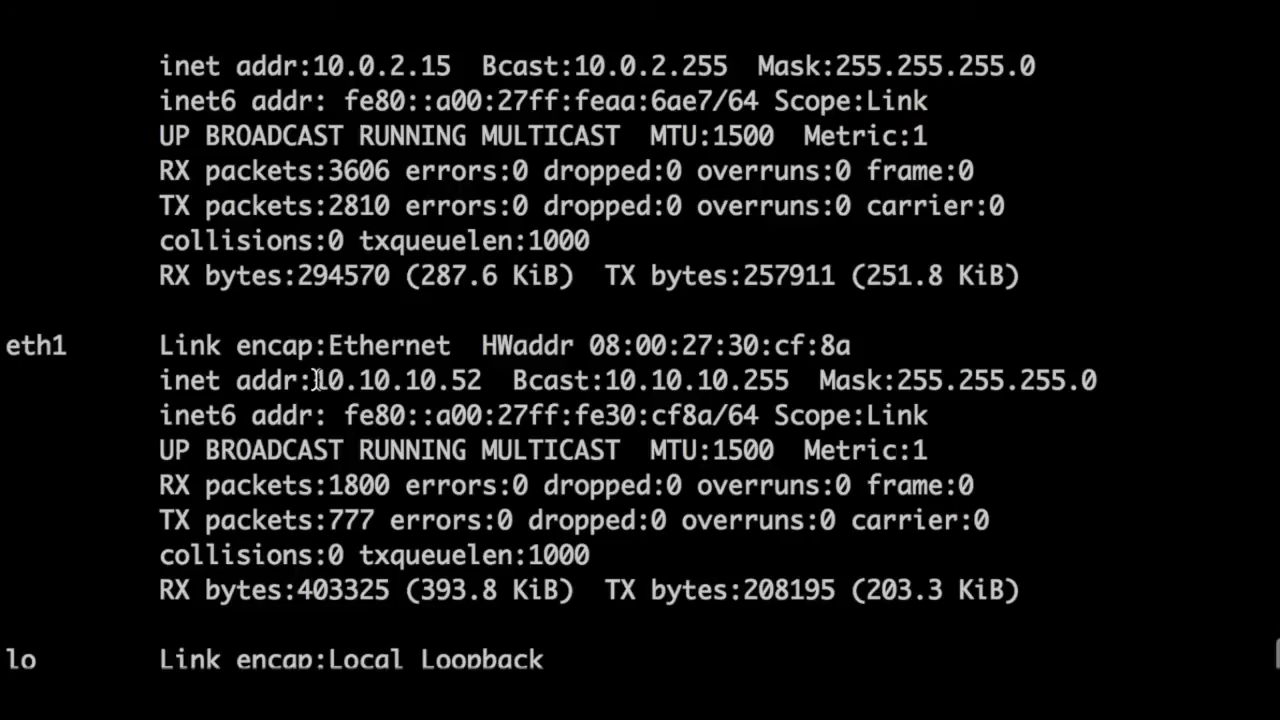 inet addr:10.0.2.15  Bcast:10.0.2.255  Mask:255.255.255.0
inet6 addr: fe80::a00:27ff:feaa:6ae7/64 Scope:Link
UP BROADCAST RUNNING MULTICAST  MTU:1500  Metric:1
RX packets:3606 errors:0 dropped:0 overruns:0 frame:0
TX packets:2810 errors:0 dropped:0 overruns:0 carrier:0
collisions:0 txqueuelen:1000
RX bytes:294570 (287.6 KiB)  TX bytes:257911 (251.8 KiB)
eth1      Link encap:Ethernet  HWaddr 08:00:27:30:cf:8a
inet addr:10.10.10.52  Bcast:10.10.10.255  Mask:255.255.255.0
inet6 addr: fe80::a00:27ff:fe30:cf8a/64 Scope:Link
UP BROADCAST RUNNING MULTICAST  MTU:1500  Metric:1
RX packets:1800 errors:0 dropped:0 overruns:0 frame:0
TX packets:777 errors:0 dropped:0 overruns:0 carrier:0
collisions:0 txqueuelen:1000
RX bytes:403325 (393.8 KiB)  TX bytes:208195 (203.3 KiB)
lo        Link encap:Local Loopback